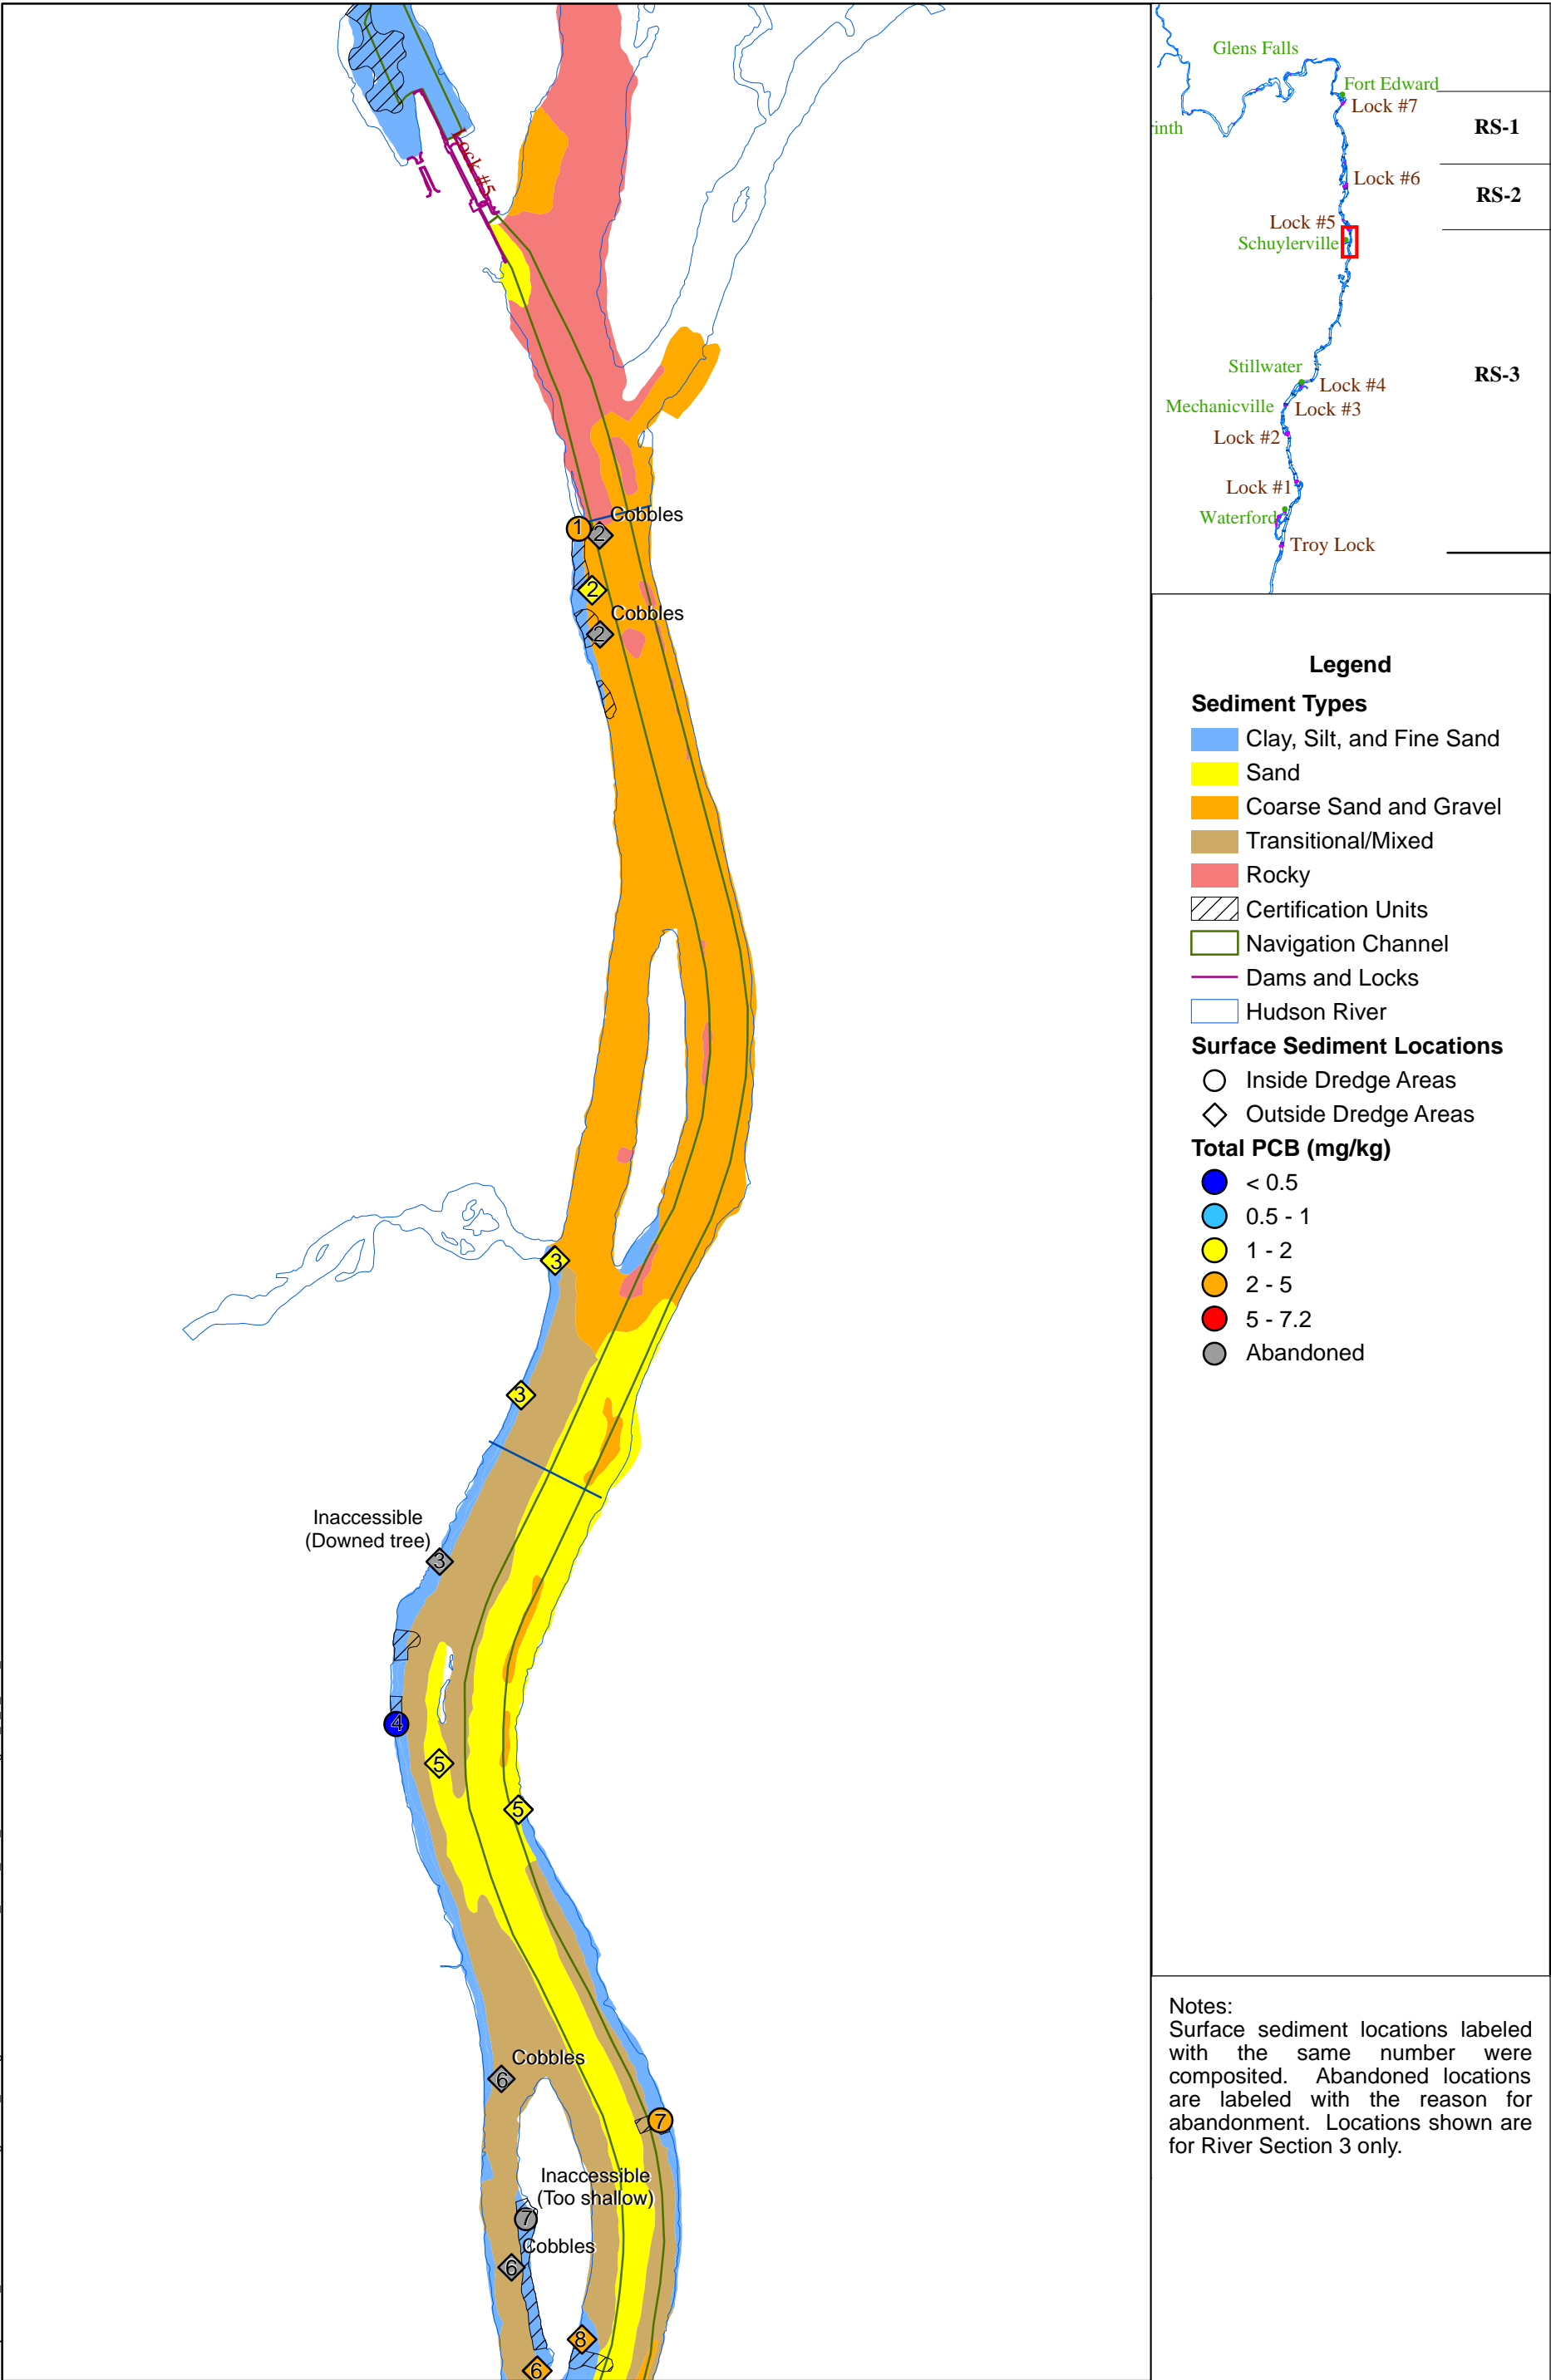 Lock #5
1
2
Cobbles
2
2
Cobbles
3
3
Inaccessible
(Downed tree)
3
4
5
5
Cobbles
6
7
Inaccessible
(Too shallow)
7
Cobbles
6
8
6
Glens Falls
Fort Edward
Lock #7
rinth
RS-1
Lock #6
RS-2
Lock #5
Schuylerville
Stillwater
RS-3
Lock #4
Mechanicville
Lock #3
Lock #2
Lock #1
Waterford
Troy Lock
Legend
Sediment Types
Clay, Silt, and Fine Sand
Sand
Coarse Sand and Gravel
Transitional/Mixed
Rocky
Certification Units
Navigation Channel
Dams and Locks
Hudson River
Surface Sediment Locations
Inside Dredge Areas
Outside Dredge Areas
Total PCB (mg/kg)
< 0.5
0.5 - 1
1 - 2
2 - 5
5 - 7.2
Abandoned
Notes:
Surface sediment locations labeled
with the same number were
composited. Abandoned locations
are labeled with the reason for
abandonment. Locations shown are
for River Section 3 only.